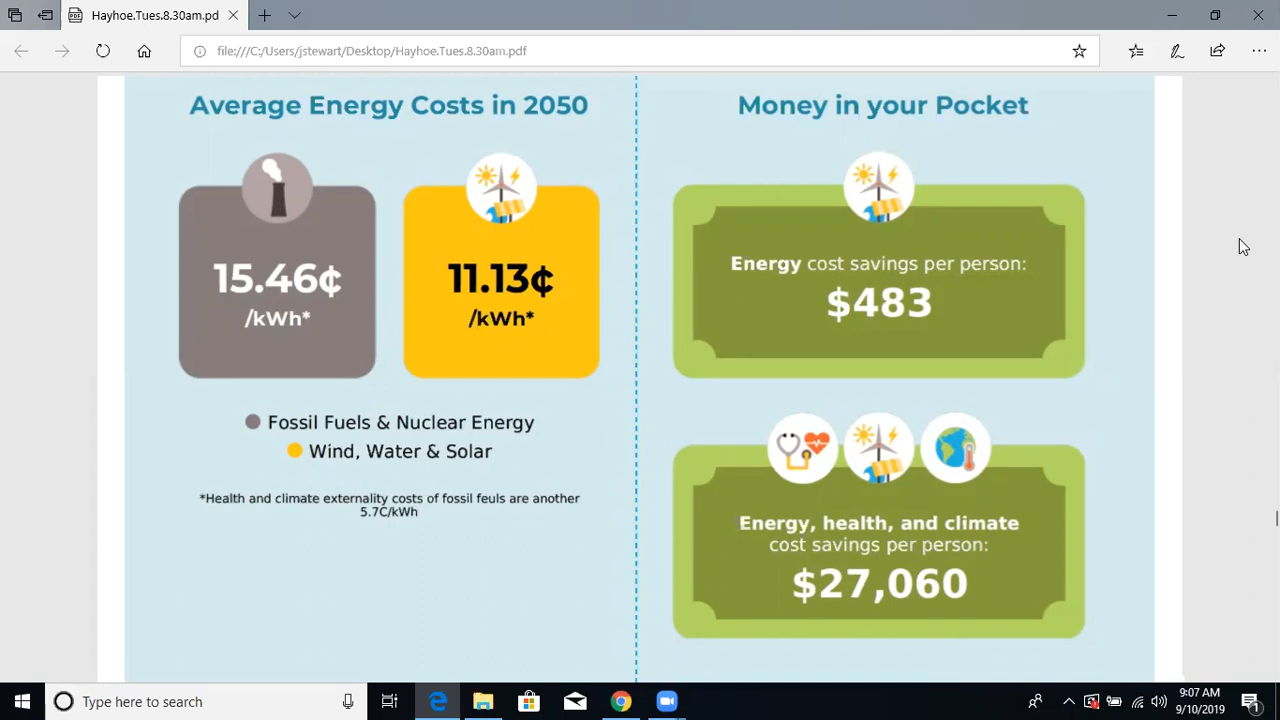 Hayhoe.Tues.8.30am.pdf
file:///C:/Users/jstewart/Desktop/Hayhoe.Tues.8.30am.pdf
Average Energy Costs in 2050
15.46¢
/kWh*
11.13¢
/kWh*
Fossil Fuels & Nuclear Energy
Wind, Water & Solar
*Health and climate externality costs of fossil feuls are another
5.7C/kWh
Money in your Pocket
Energy cost savings per person:
$483
Energy, health, and climate
cost savings per person:
$27,060
Type here to search
9:07 AM
9/10/2019